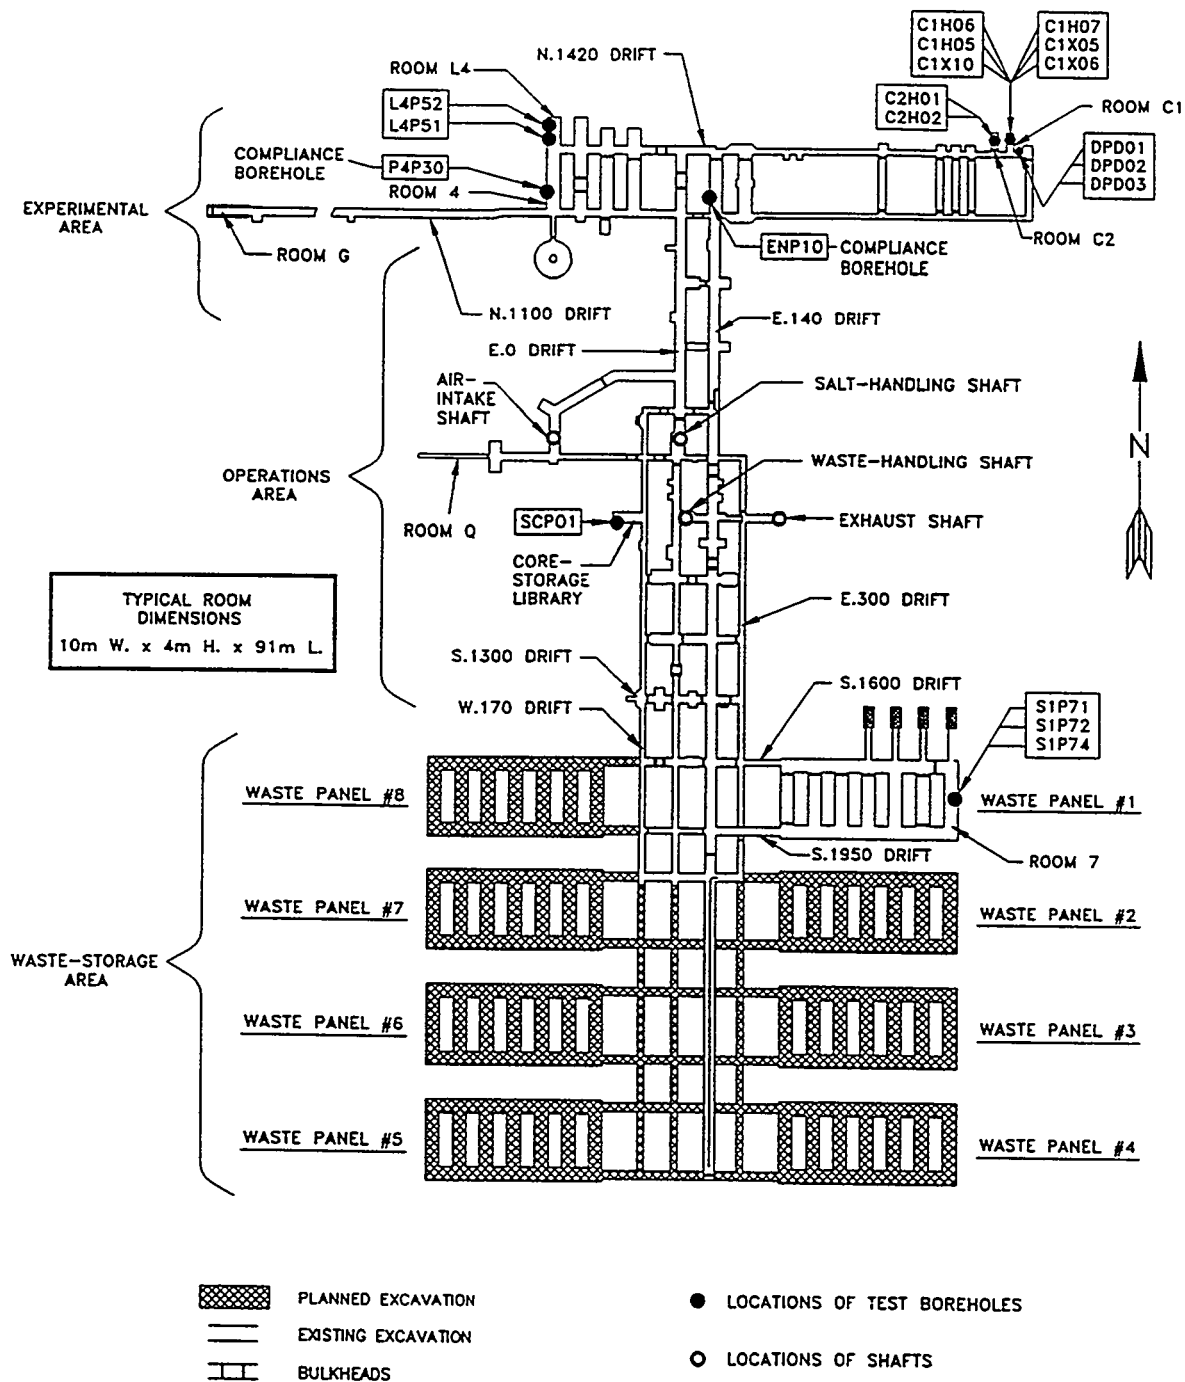 C1H06
C1H05
C1X10
C1H07
C1X05
C1X06
N.1420 DRIFT
ROOM L4
L4P52
L4P51
C2H01
C2H02
ROOM C1
COMPLIANCE
BOREHOLE
P4P30
ROOM 4
DPD01
DPD02
DPD03
EXPERIMENTAL
AREA
ROOM G
ENP10
COMPLIANCE
BOREHOLE
ROOM C2
N.1100 DRIFT
E.140 DRIFT
E.0 DRIFT
AIR-
INTAKE
SHAFT
SALT-HANDLING SHAFT
N
WASTE-HANDLING SHAFT
OPERATIONS
AREA
ROOM Q
SCP01
EXHAUST SHAFT
CORE-
STORAGE
LIBRARY
TYPICAL ROOM
DIMENSIONS
10m W. x 4m H. x 91m L.
E.300 DRIFT
S.1300 DRIFT
W.170 DRIFT
S.1600 DRIFT
S1P71
S1P72
S1P74
WASTE PANEL #8
WASTE PANEL #1
S.1950 DRIFT
ROOM 7
WASTE PANEL #7
WASTE PANEL #2
WASTE-STORAGE
AREA
WASTE PANEL #6
WASTE PANEL #3
WASTE PANEL #5
WASTE PANEL #4
PLANNED EXCAVATION
EXISTING EXCAVATION
BULKHEADS
LOCATIONS OF TEST BOREHOLES
LOCATIONS OF SHAFTS